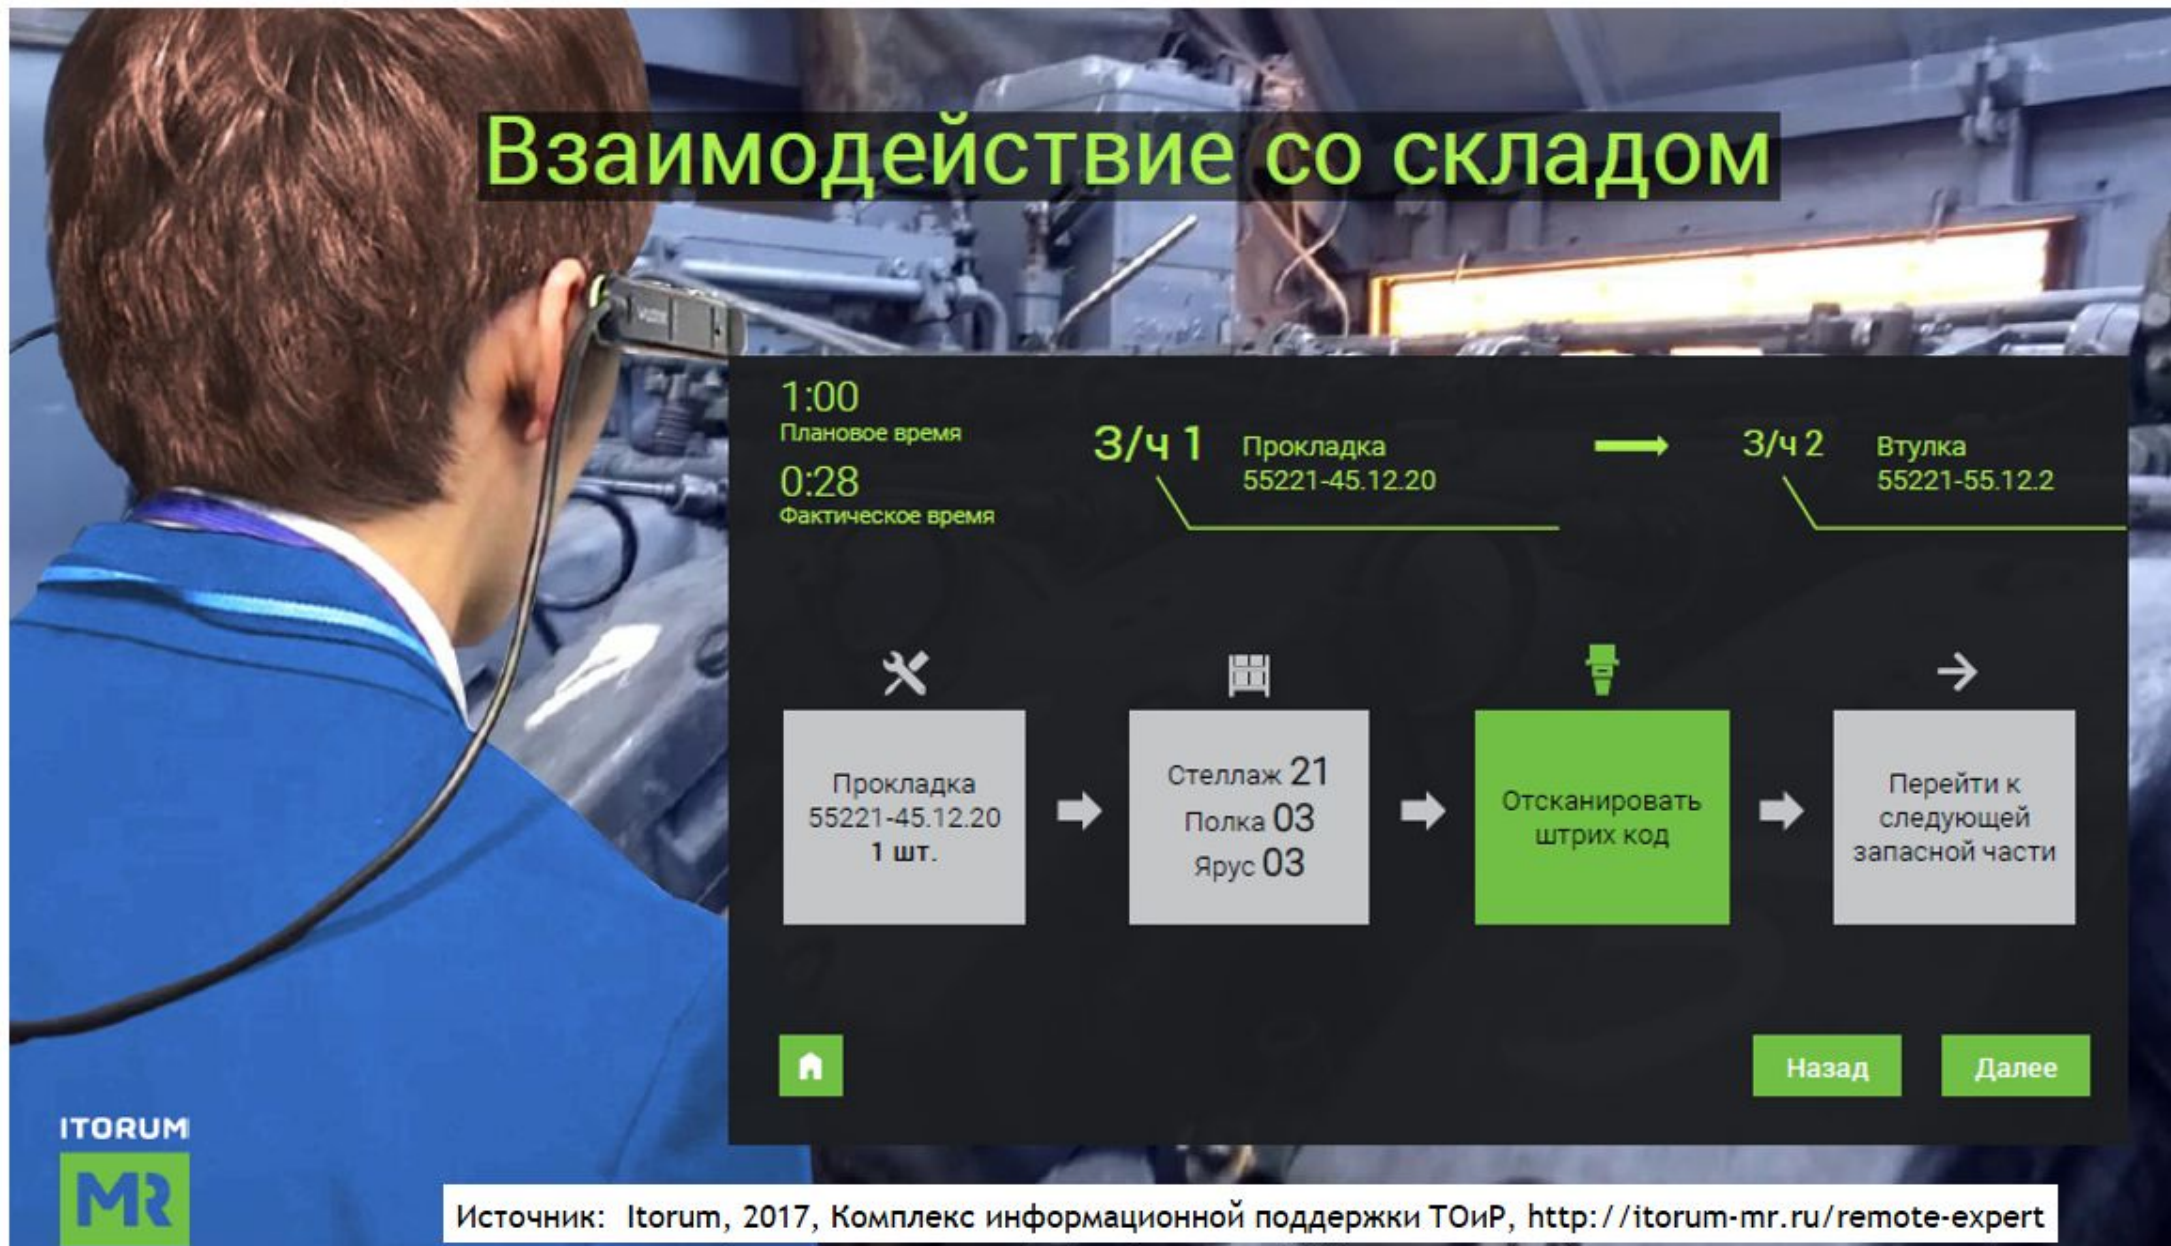 Взаимодействие со складом
1:00
Плановое время
0:28
Фактическое время
З/ч 1
Прокладка
55221-45.12.20
З/ч 2
Втулка
55221-55.12.2
Прокладка
55221-45.12.20
1 шт.
Стеллаж 21
Полка 03
Ярус 03
Отсканировать
штрих код
Перейти к
следующей
запасной части
Назад
Далее
ITORUM
MR
Источник: Itorum, 2017, Комплекс информационной поддержки ТОиР, http://itorum-mr.ru/remote-expert